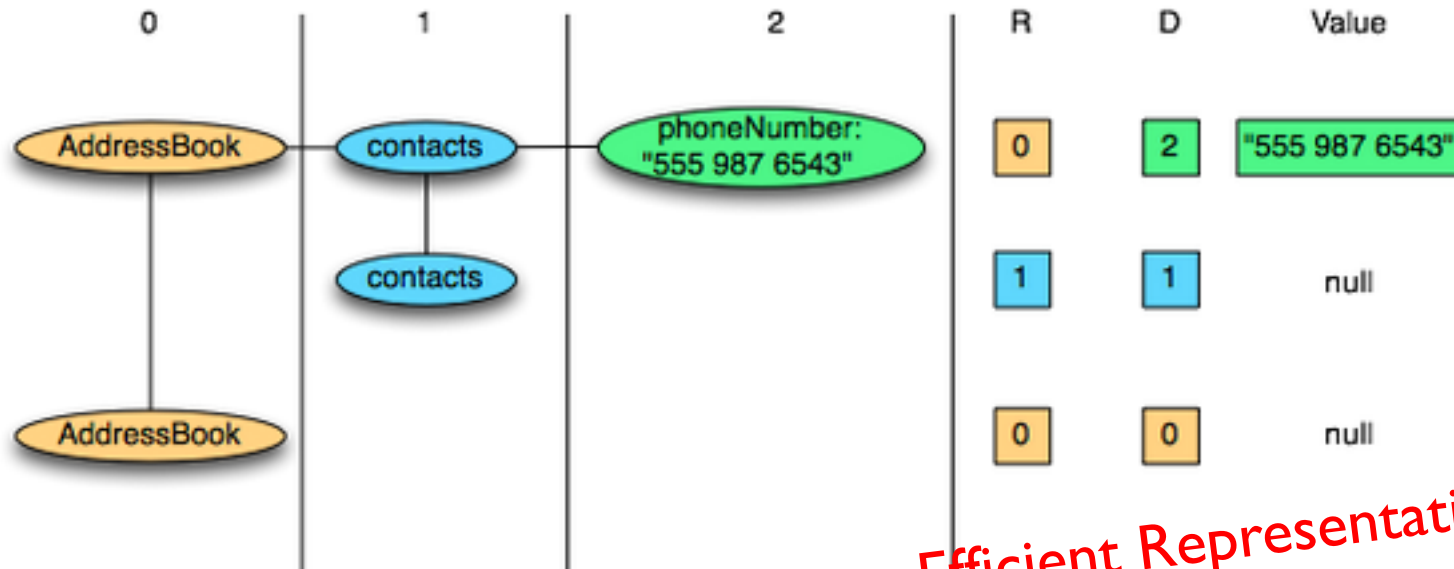 0 1 2 R D Value
AddressBook contacts phoneNumber:
"555 987 6543" 0 2 "555 987 6543"
contacts 1 1 null
AddressBook 0 0 null
Efficient